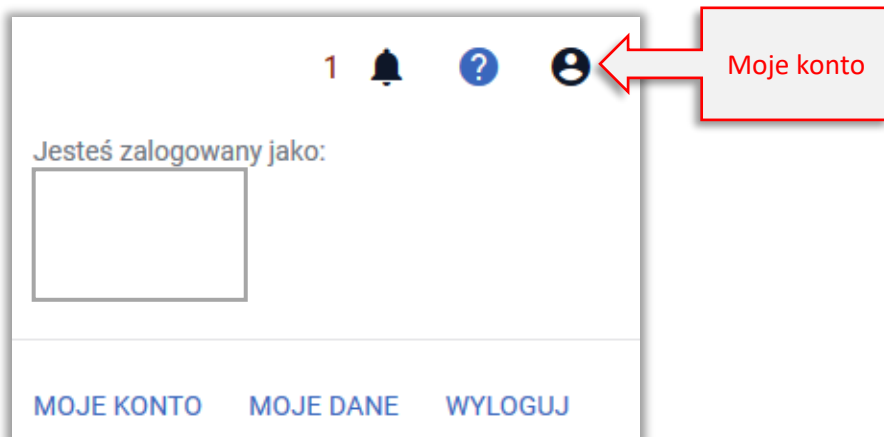 1 ?
Moje konto
Jesteś zalogowany jako:
MOJE KONTO MOJE DANE WYLOGUJ